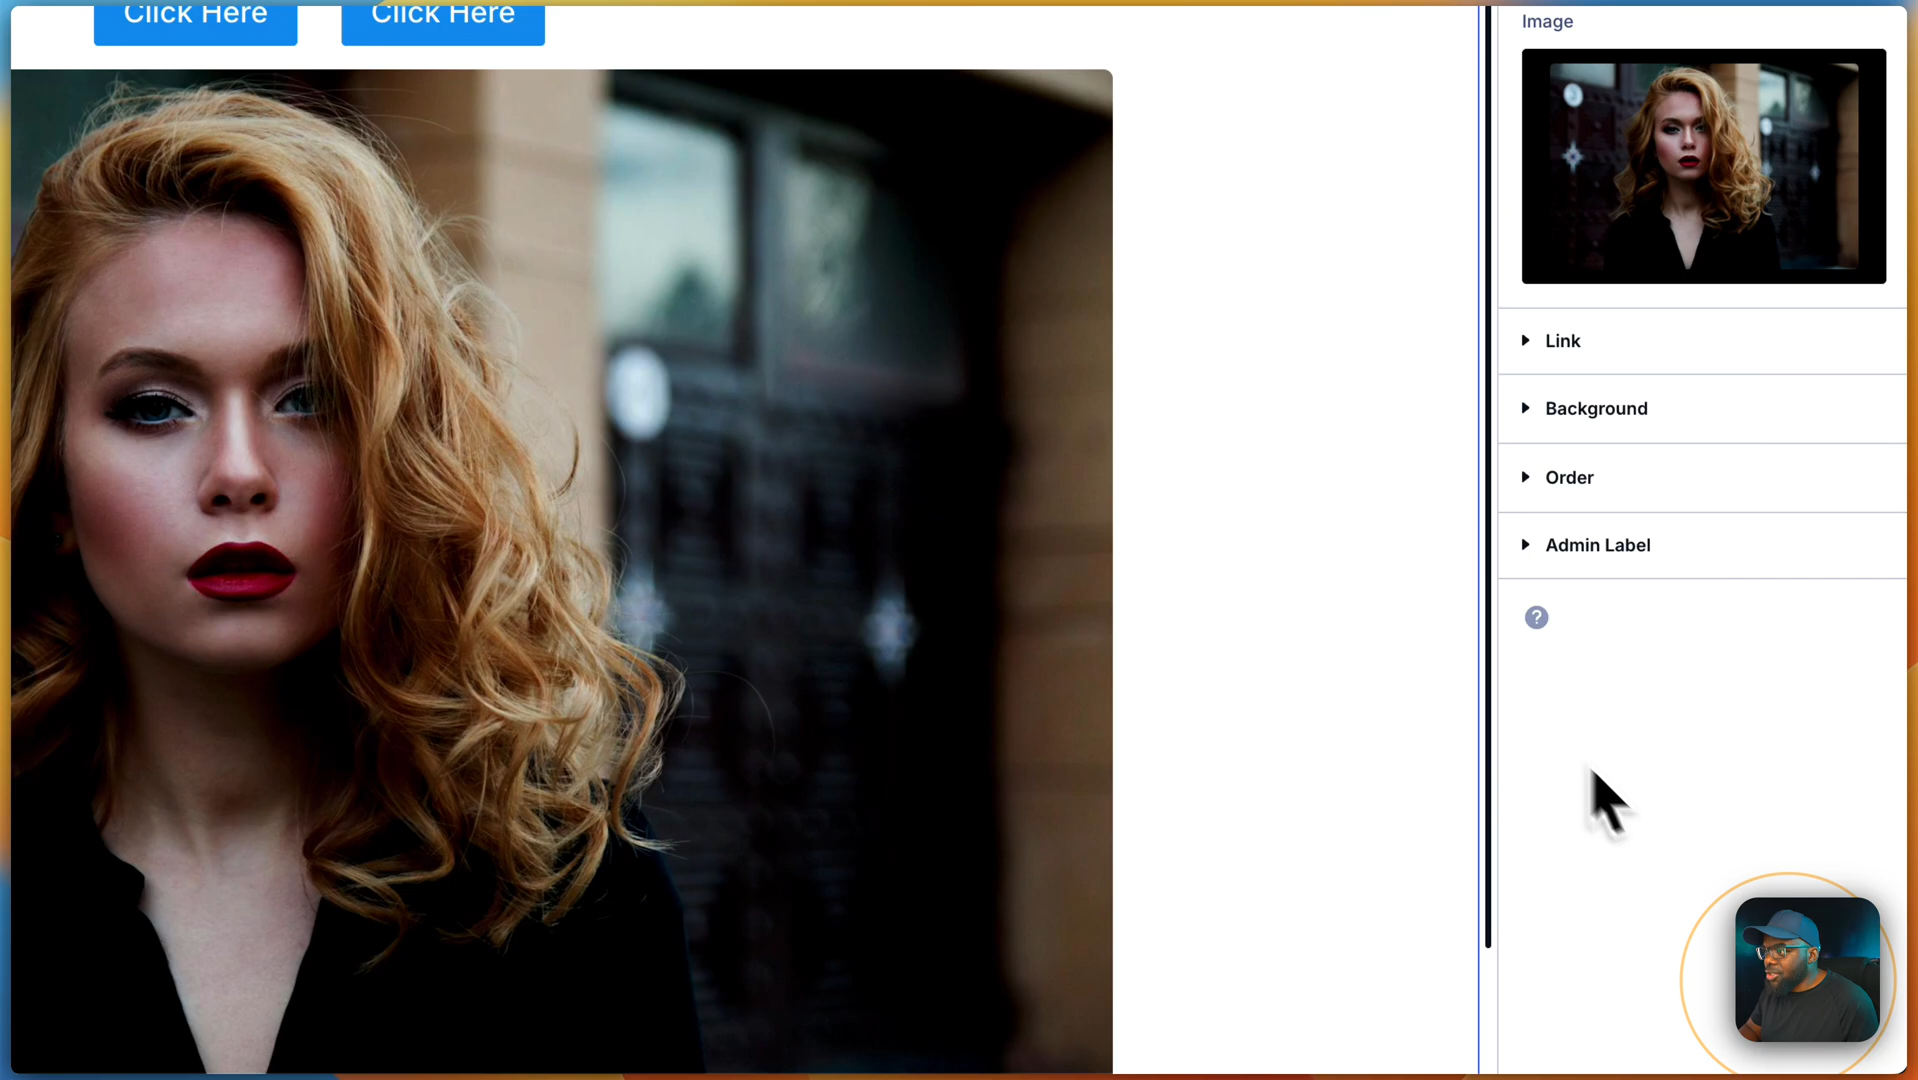 Click Here
Click Here
Image
Link
Background
Order
Admin Label
?